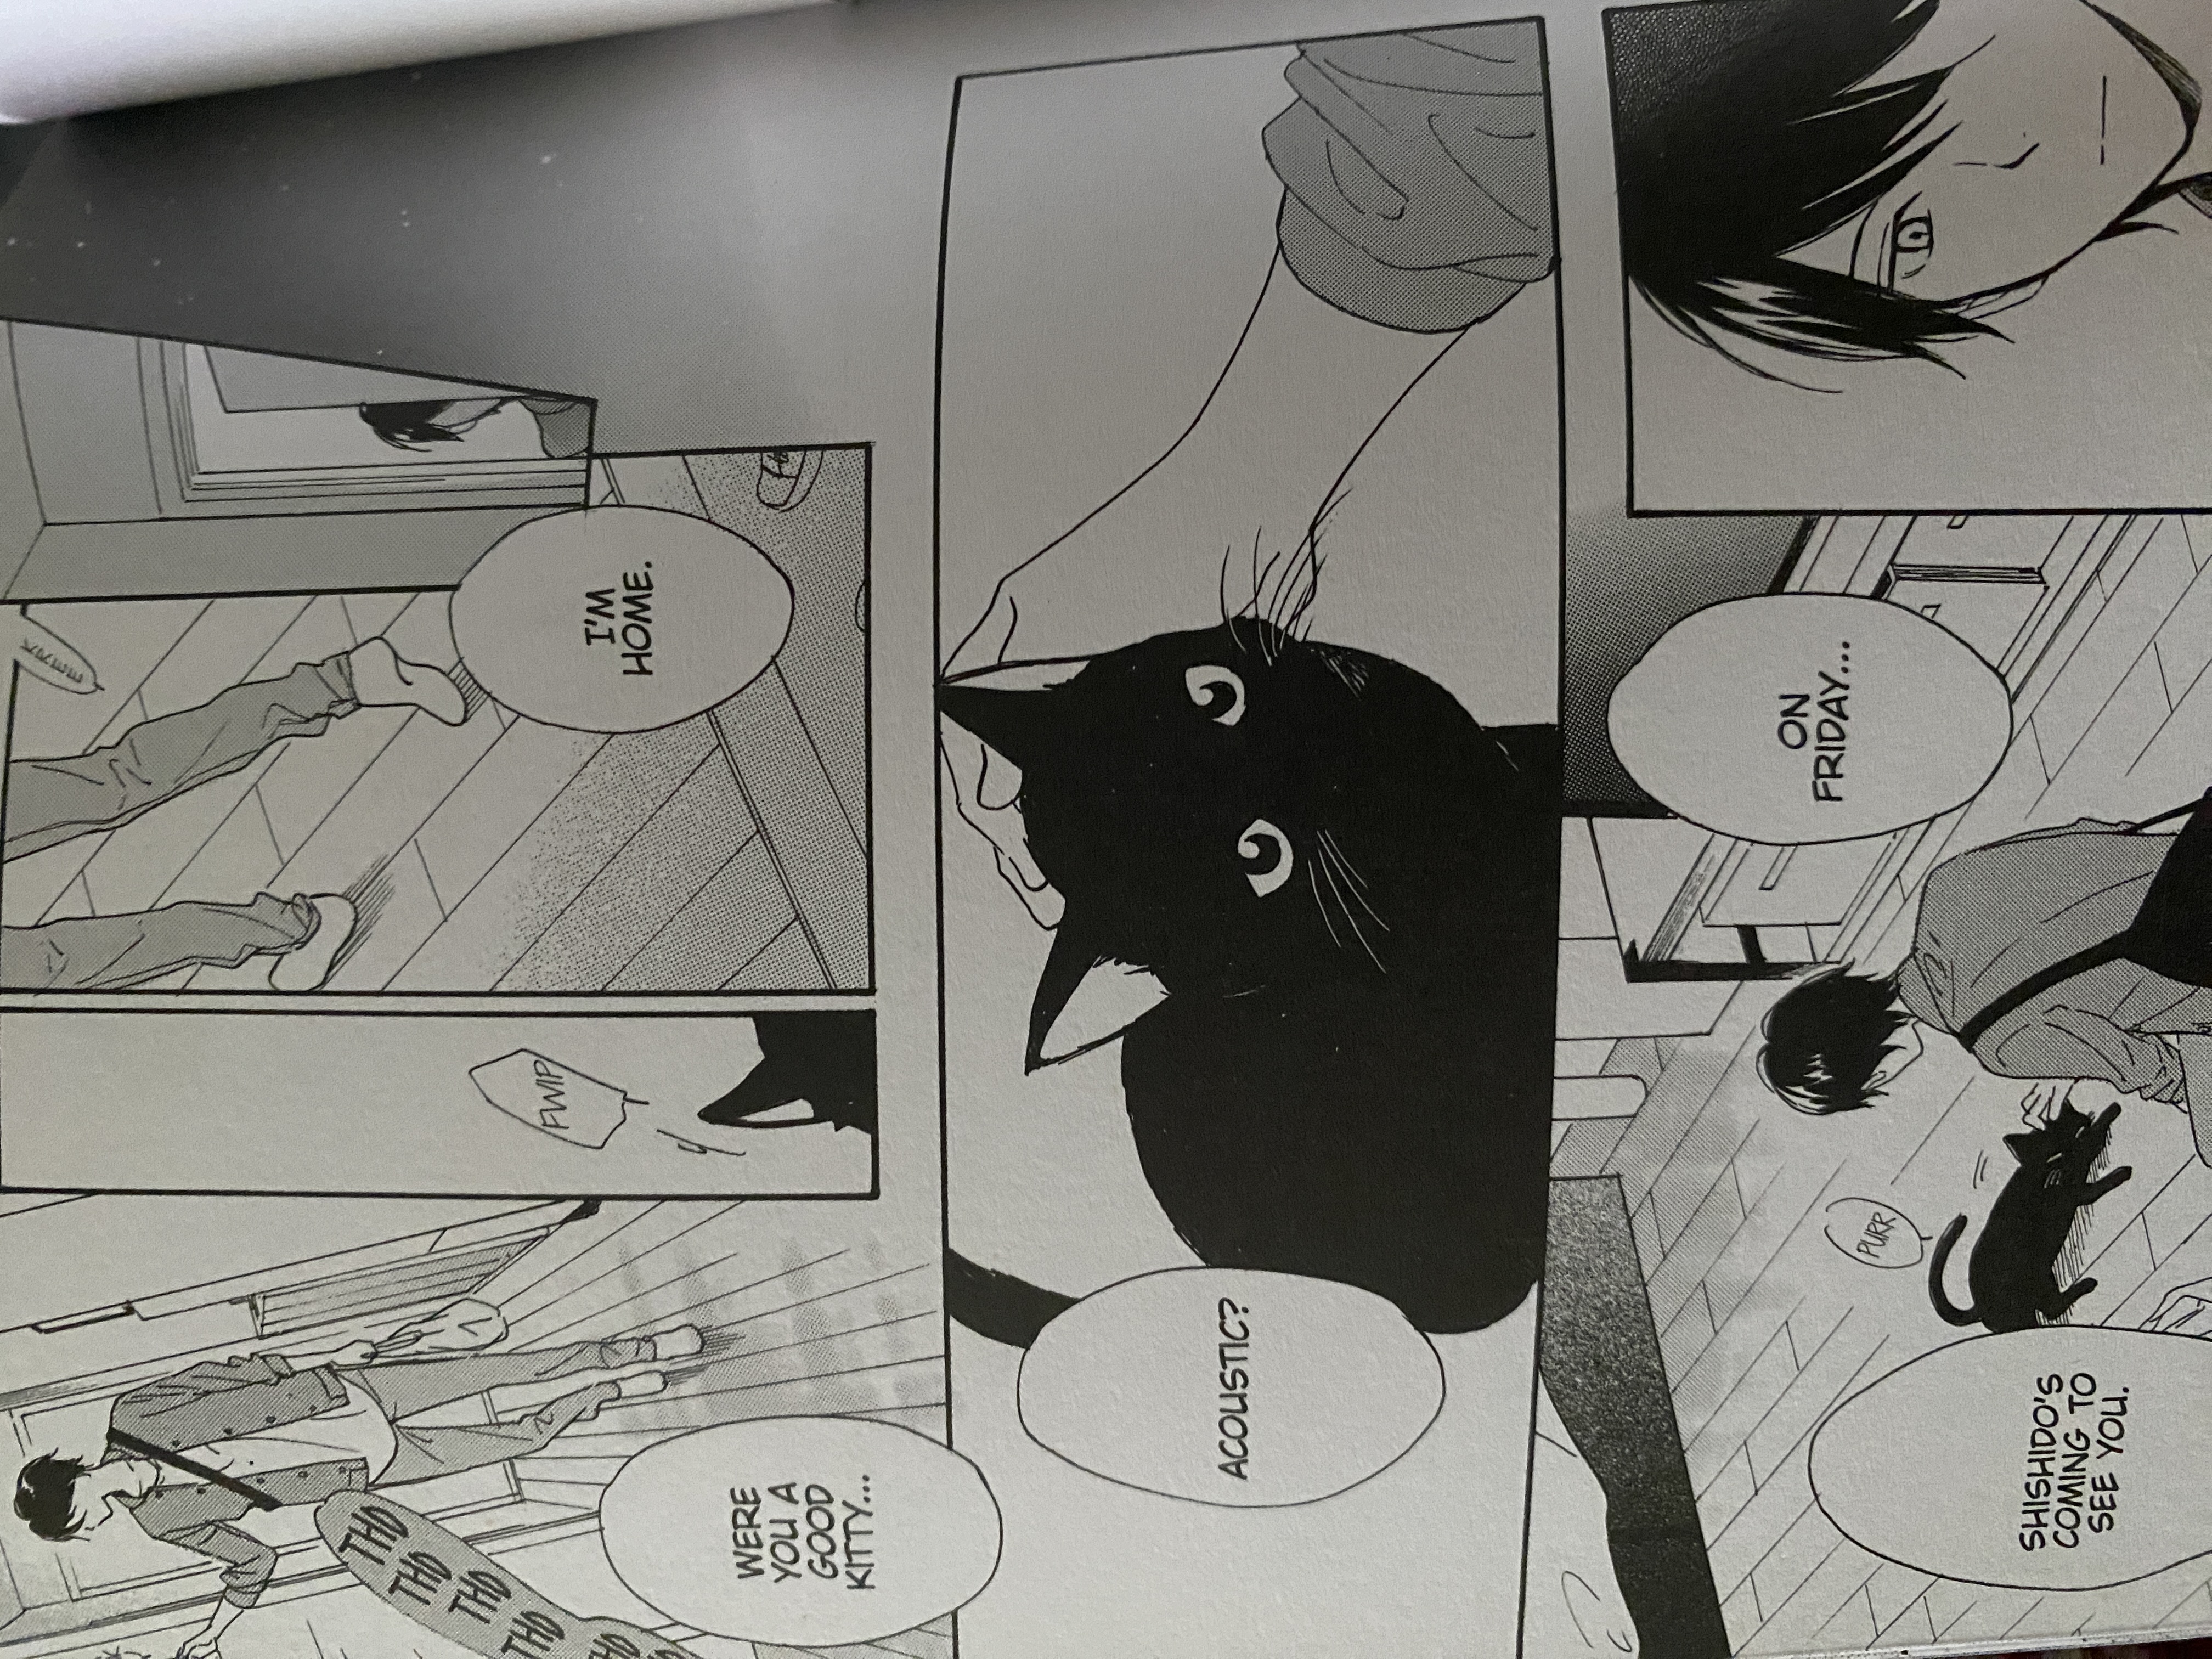 I'M
HOME.
FWIP
THD
THD
THD
THD
THD
WERE
YOU A
GOOD
KITTY...
ACOUSTIC?
ON
FRIDAY...
PURR
SHISHIDO'S
COMING TO
SEE YOU.